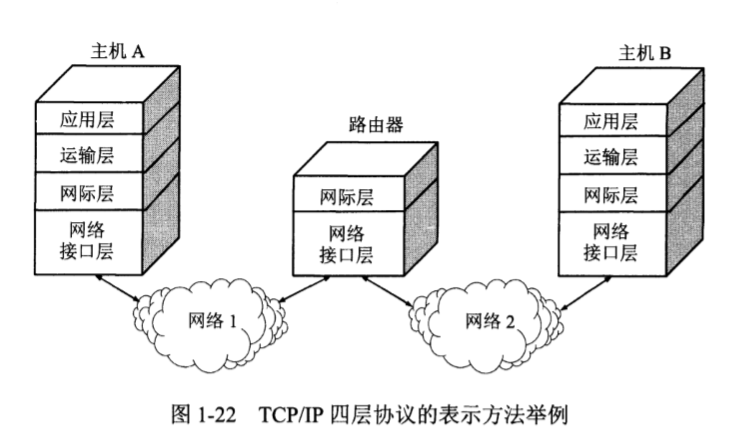 主机 A
应用层
运输层
网际层
网络
接口层
路由器
网际层
网络
接口层
主机 B
应用层
运输层
网际层
网络
接口层
网络 1
网络 2
图 1-22 TCP/IP 四层协议的表示方法举例